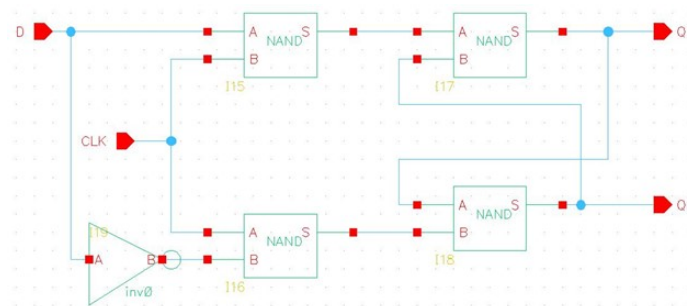 D
A NAND S
B
I15
A NAND S
B
I17
Q
CLK
A NAND S
B
I16
A NAND S
B
I18
Q
I19
A B
inv0